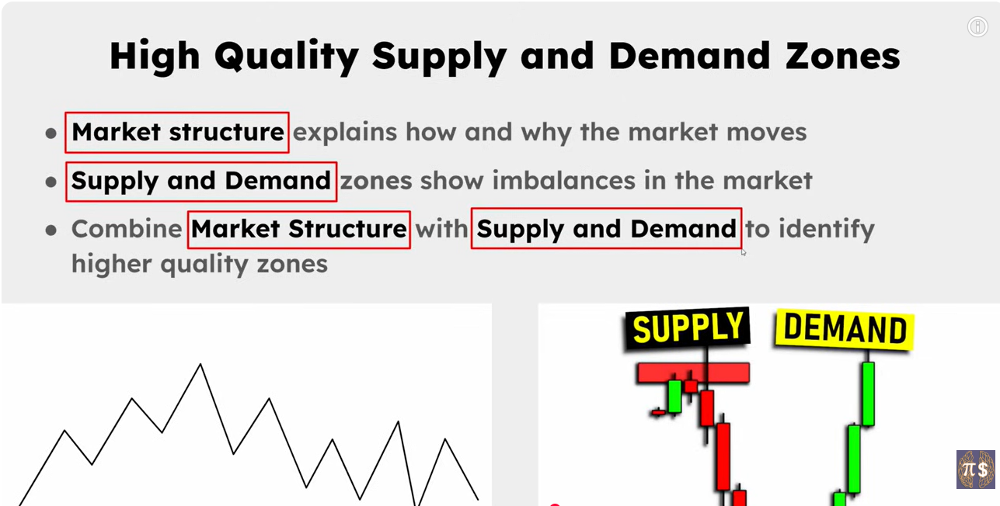 High Quality Supply and Demand Zones
● Market structure explains how and why the market moves
● Supply and Demand zones show imbalances in the market
● Combine Market Structure with Supply and Demand to identify
higher quality zones
SUPPLY
DEMAND
π$